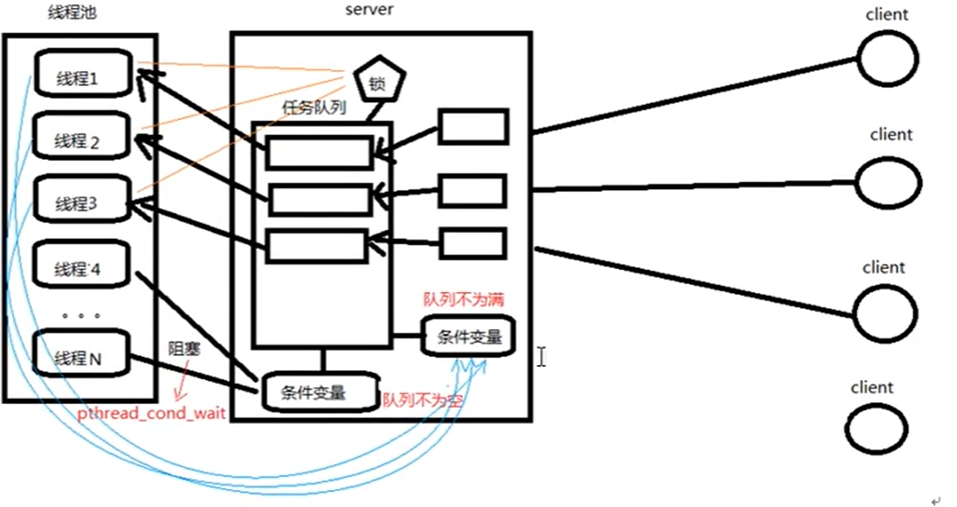 线程池
server
client
线程1
锁
任务队列
线程2
client
线程3
线程4
client
队列不为满
条件变量
...
线程N
阻塞
条件变量
队列不为空
pthread_cond_wait
client